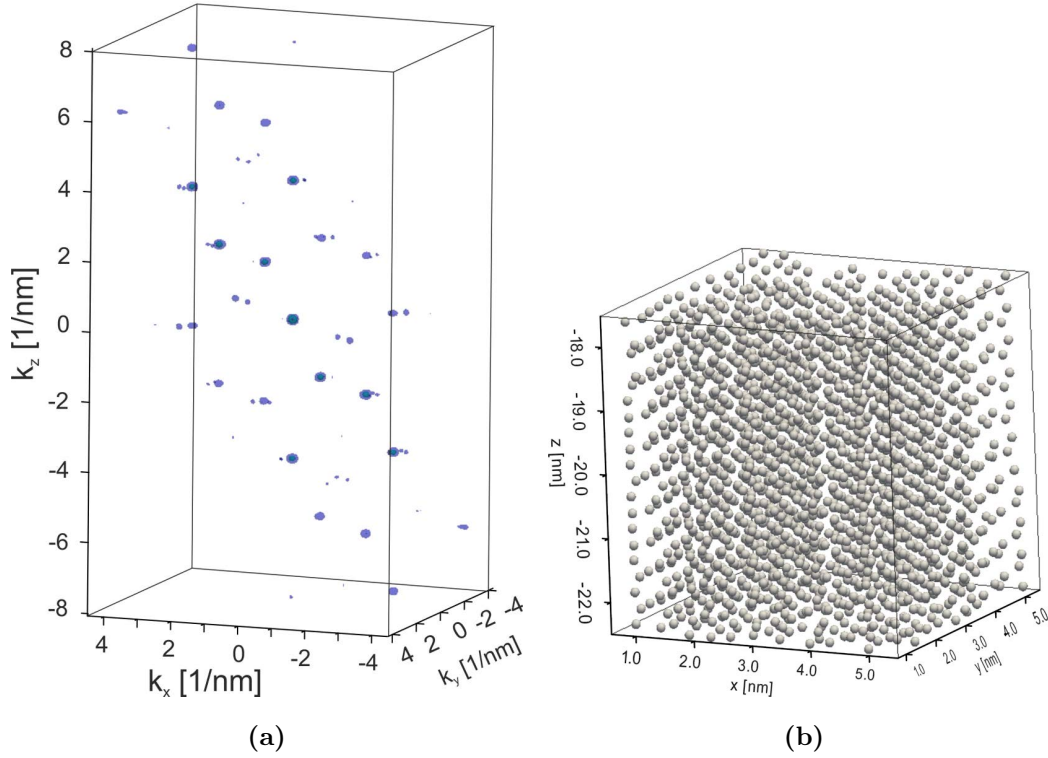 8
6
4
2
0
-2
-4
-6
-8
k_z [1/nm]
4 2 0 -2 -4
k_x [1/nm]
4 2 0 -2 -4
k_y [1/nm]
(a)
-18.0
-19.0
-20.0
-21.0
-22.0
z [nm]
1.0 2.0 3.0 4.0 5.0
x [nm]
1.0 2.0 3.0 4.0 5.0
y [nm]
(b)